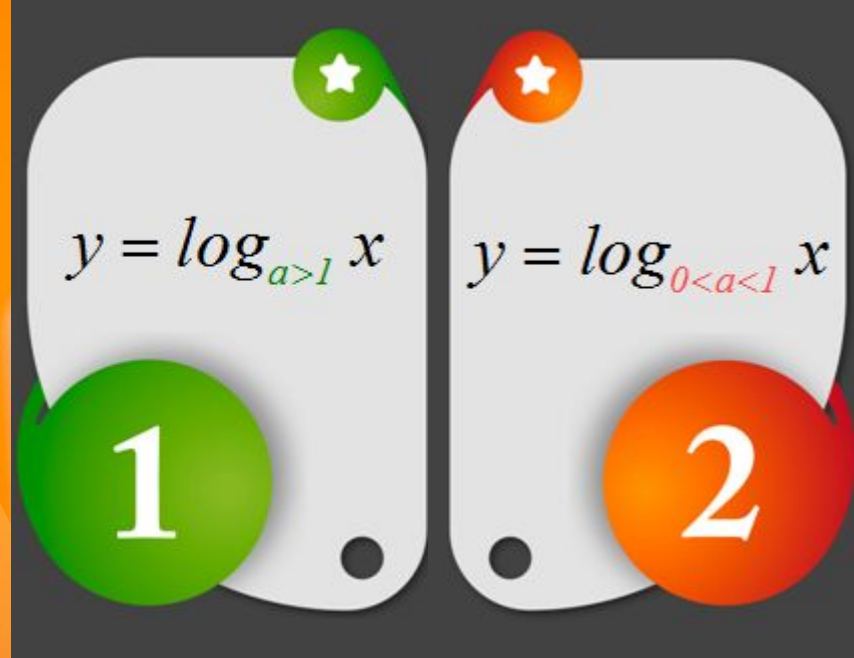 y = log_{a>1} x
1
y = log_{0<a<1} x
2